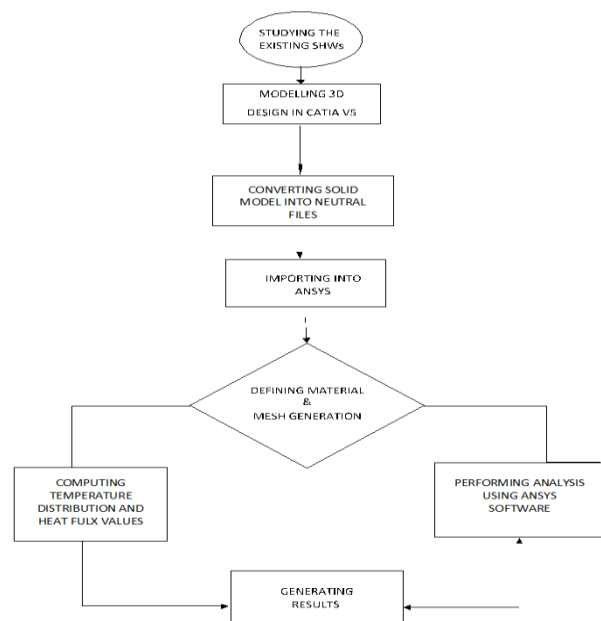 STUDYING THE
EXISTING SHWs
MODELLING 3D
DESIGN IN CATIA V5
CONVERTING SOLID
MODEL INTO NEUTRAL
FILES
IMPORTING INTO
ANSYS
DEFINING MATERIAL
&
MESH GENERATION
COMPUTING
TEMPERATURE
DISTRIBUTION AND
HEAT FULX VALUES
PERFORMING ANALYSIS
USING ANSYS
SOFTWARE
GENERATING
RESULTS